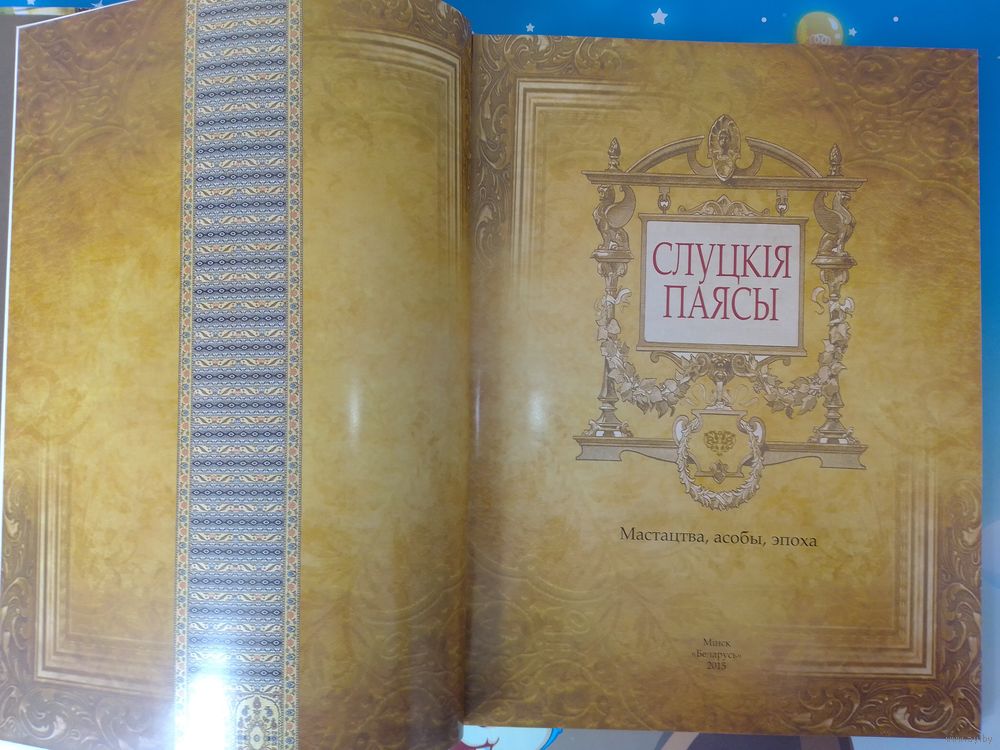 СЛУЦКІЯ
ПАЯСЫ
Мастацтва, асобы, эпоха
Мінск
«Беларусь»
2015